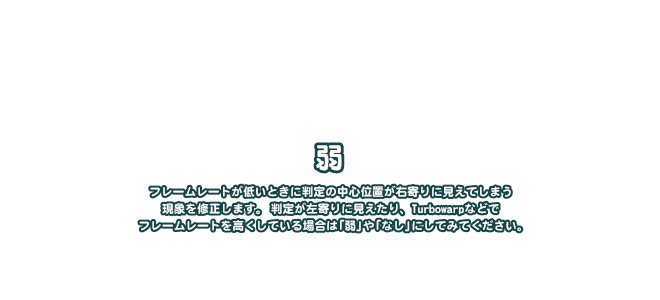 弱
フレームレートが低いときに判定の中心位置が右寄りに見えてしまう
現象を修正します。 判定が左寄りに見えたり、Turbowarpなどで
フレームレートを高くしている場合は「弱」や「なし」にしてみてください。